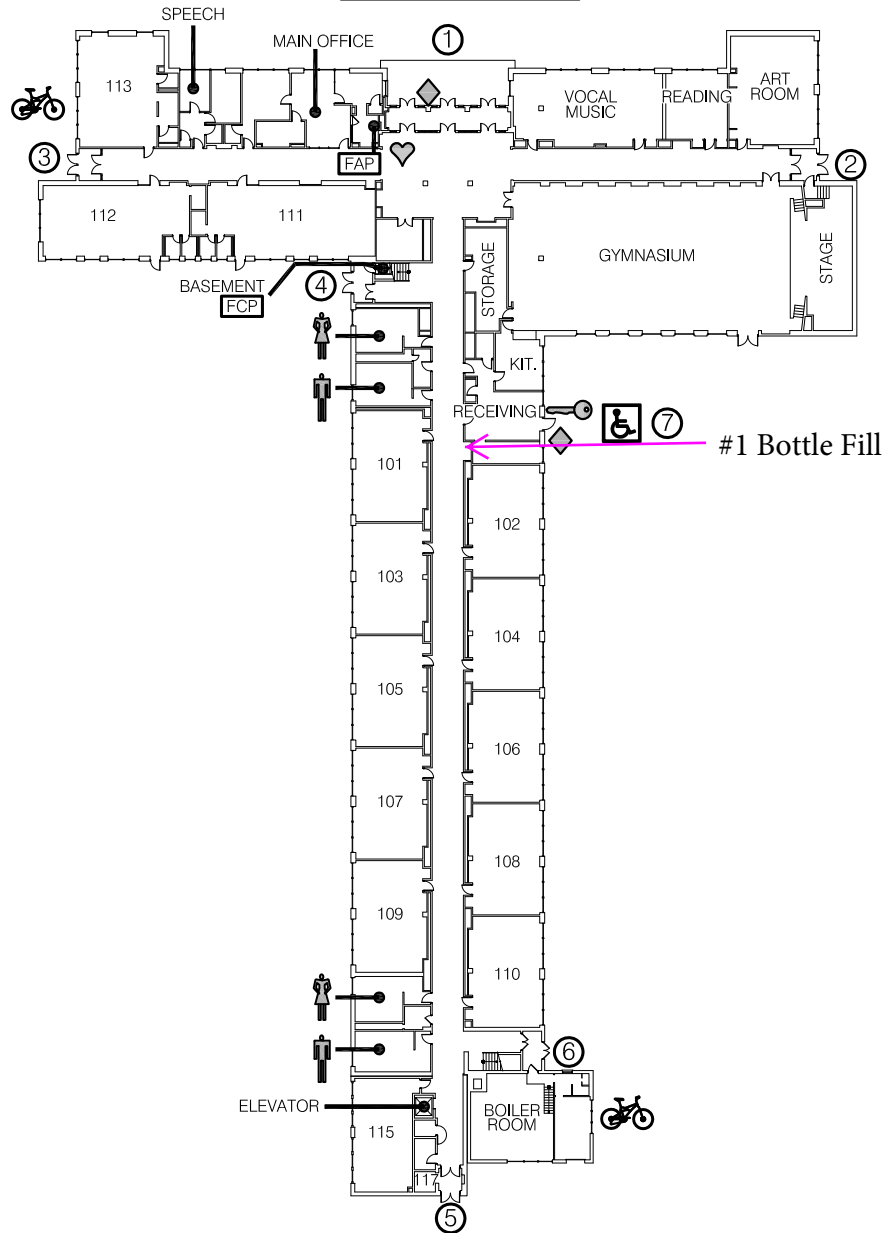 SPEECH
1
MAIN OFFICE
113
VOCAL
MUSIC
READING
ART
ROOM
3
FAP
2
112
111
GYMNASIUM
STAGE
STORAGE
BASEMENT
FCP
4
KIT.
RECEIVING
7
#1 Bottle Fill
101
102
103
104
105
106
107
108
109
110
6
ELEVATOR
115
BOILER
ROOM
117
5